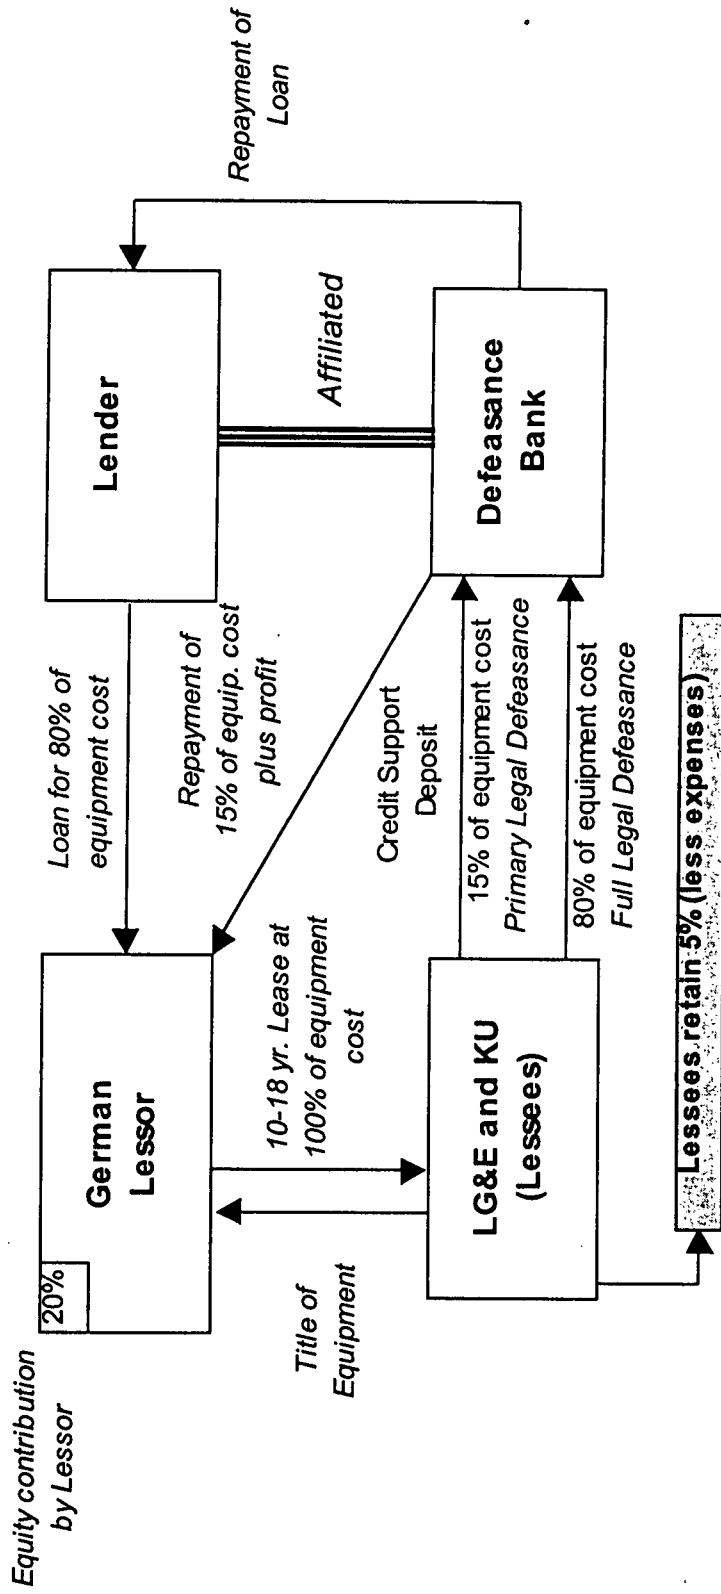 Equity contribution
by Lessor
20%
German
Lessor
Loan for 80% of
equipment cost
Lender
Repayment of
Loan
Repayment of
15% of equip. cost
plus profit
Affiliated
Title of
Equipment
10-18 yr. Lease at
100% of equipment
cost
Credit Support
Deposit
LG&E and KU
(Lessees)
15% of equipment cost
Primary Legal Defeasance
80% of equipment cost
Full Legal Defeasance
Defeasance
Bank
Lessees retain 5% (less expenses)